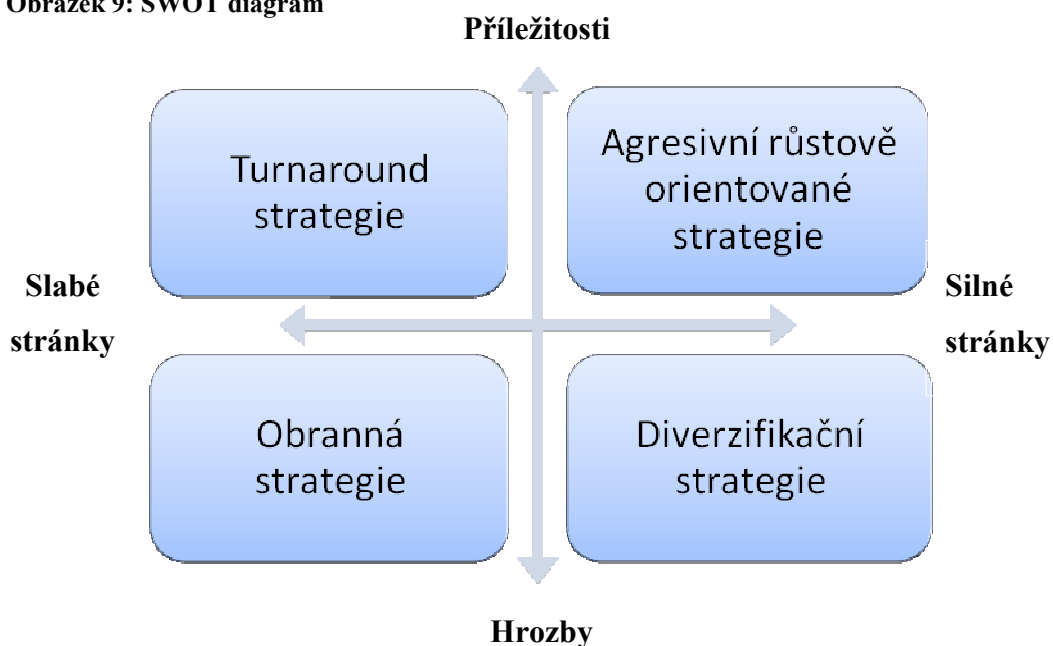 Obrázek 9: SWOT diagram
Příležitosti
Turnaround
strategie
Agresivní růstově
orientované
strategie
Slabé
stránky
Silné
stránky
Obranná
strategie
Diverzifikační
strategie
Hrozby